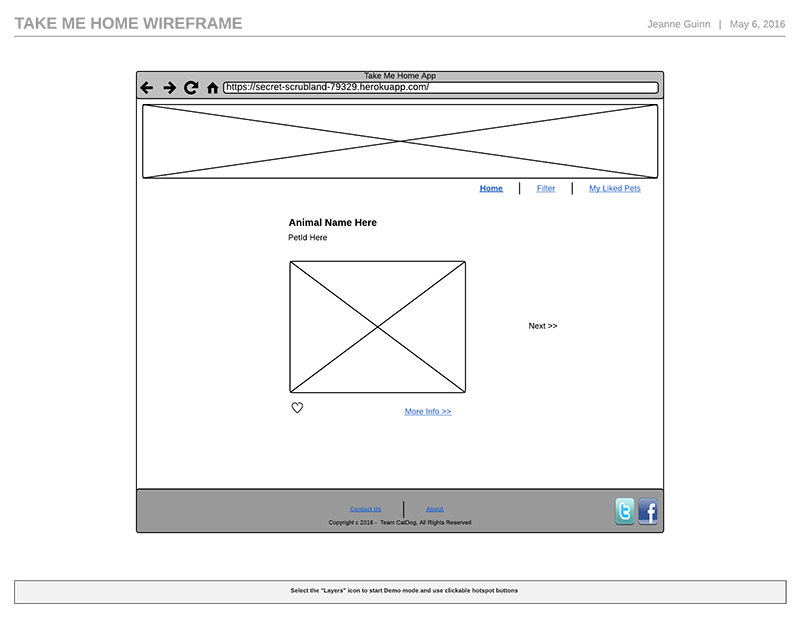 TAKE ME HOME WIREFRAME
Jeanne Guinn | May 6, 2016
Take Me Home App
https://secret-scrubland-79329.herokuapp.com/
Home | Filter | My Liked Pets
Animal Name Here
PetId Here
Next >>
More Info >>
Contact Us | About
Copyright c 2016 - Team CatDog, All Rights Reserved
Select the "Layers" icon to start Demo mode and use clickable hotspot buttons